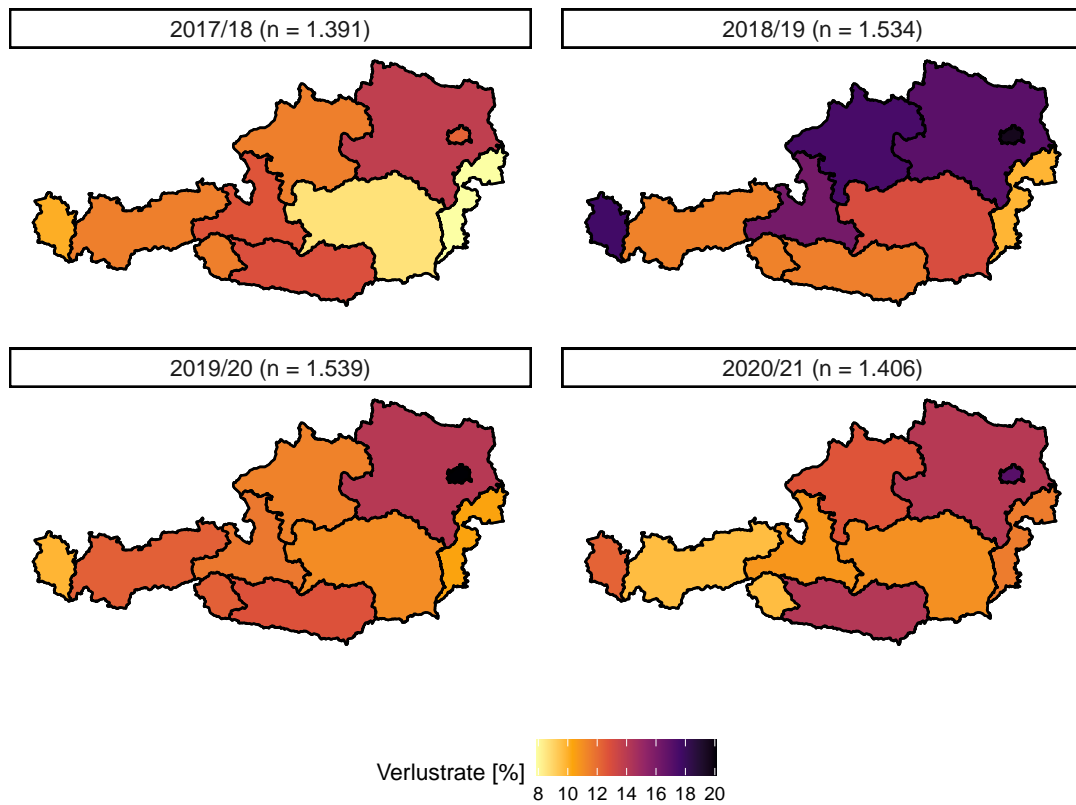 2017/18 (n = 1.391)
2018/19 (n = 1.534)
2019/20 (n = 1.539)
2020/21 (n = 1.406)
Verlustrate [%]
8 10 12 14 16 18 20